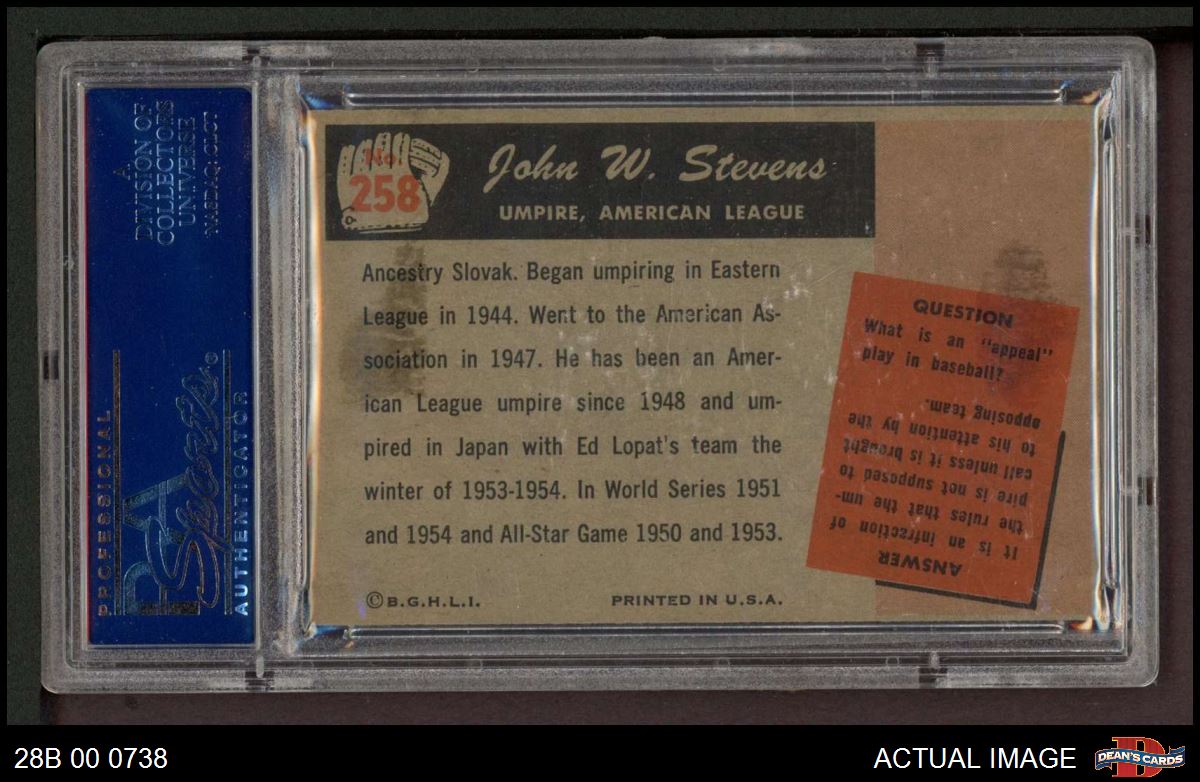 A
DIVISION OF
COLLECTORS
UNIVERSE
NASDAQ: CLCT
PROFESSIONAL
PSA
Sports®
AUTHENTICATOR
No.
258
John W. Stevens
UMPIRE, AMERICAN LEAGUE
Ancestry Slovak. Began umpiring in Eastern
League in 1944. Went to the American As-
sociation in 1947. He has been an Amer-
ican League umpire since 1948 and um-
pired in Japan with Ed Lopat's team the
winter of 1953-1954. In World Series 1951
and 1954 and All-Star Game 1950 and 1953.
©B.G.H.L.I.
PRINTED IN U.S.A.
QUESTION
What is an "appeal"
play in baseball?
ANSWER
It is an infraction of
the rules that the um-
pire is not supposed to
call unless it is brought
to his attention by the
opposing team.
28B 00 0738
ACTUAL IMAGE
D
DEAN'S CARDS